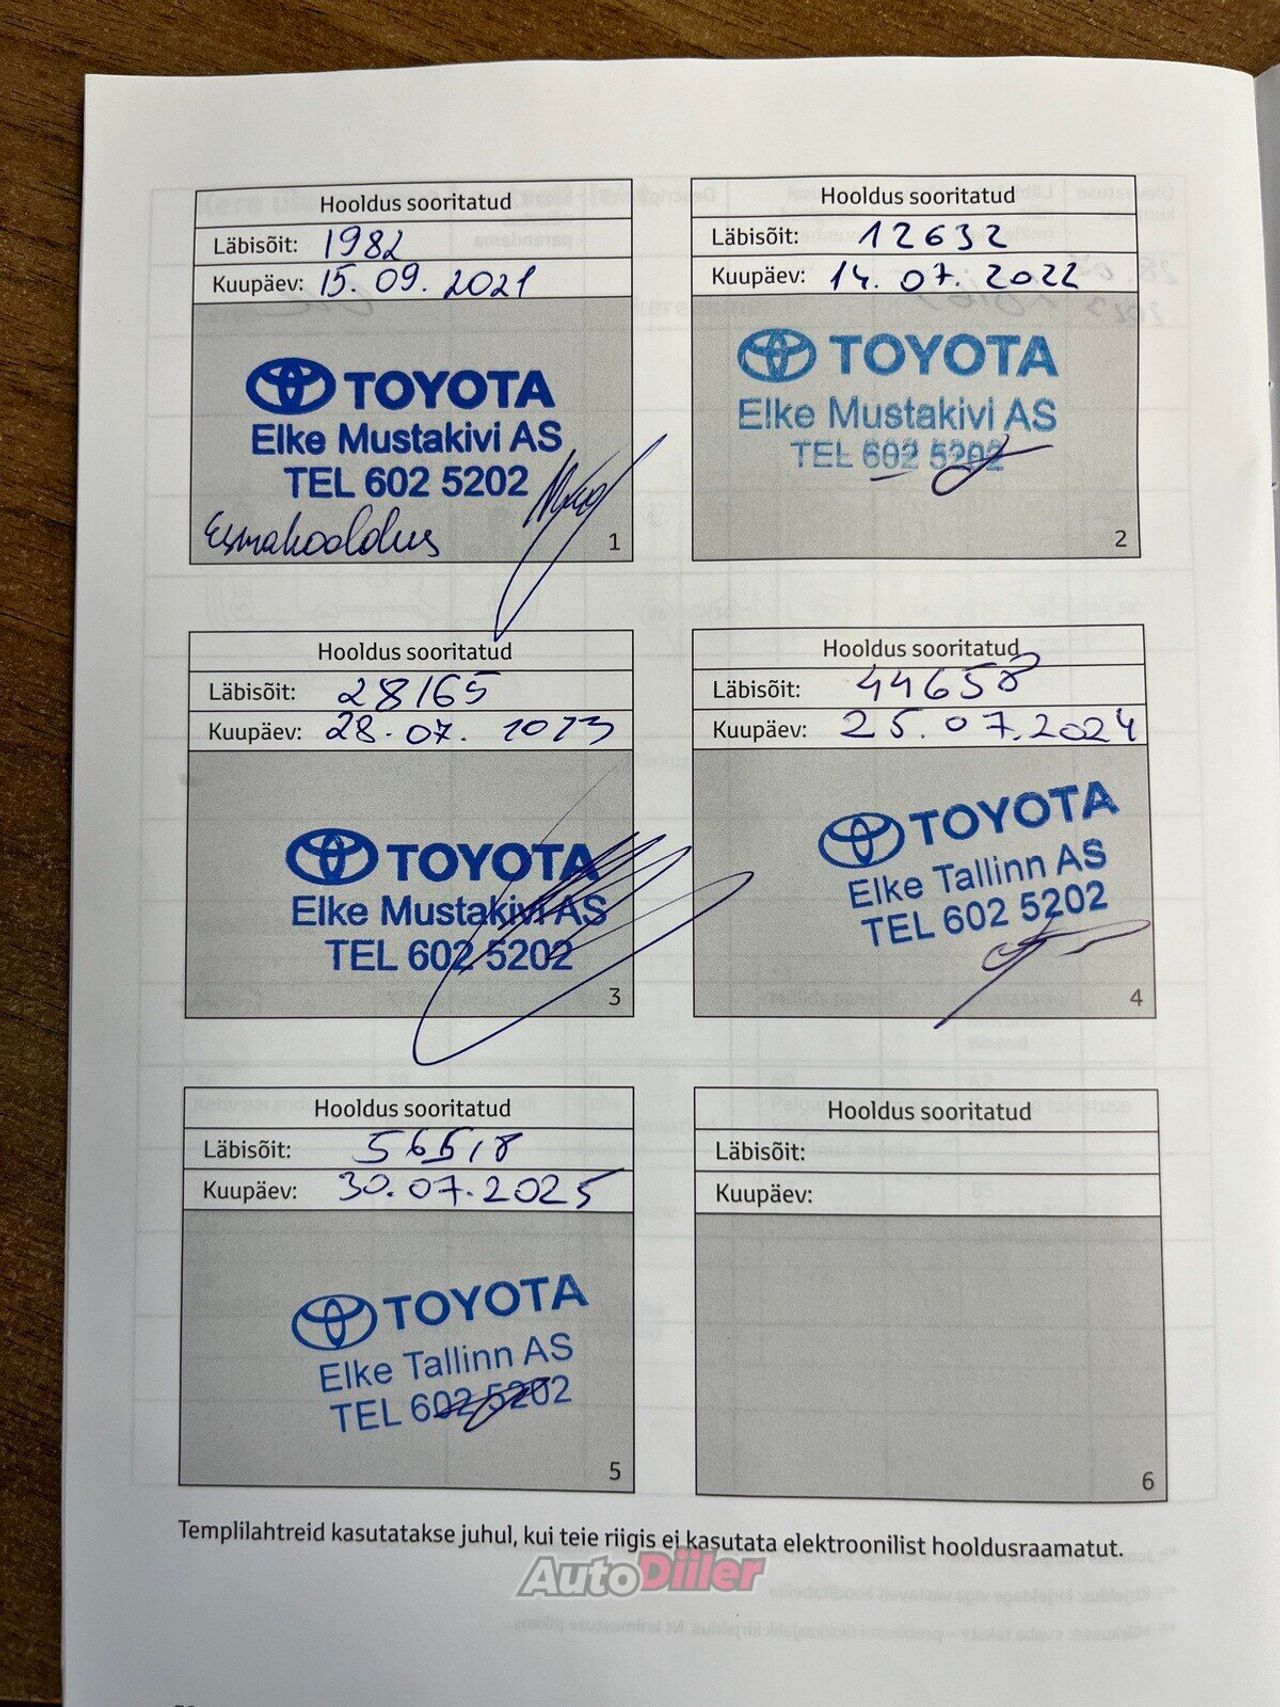 Hooldus sooritatud
Läbisõit: 1982
Kuupäev: 15.09.2021
TOYOTA
Elke Mustakivi AS
TEL 602 5202
Esmahooldus
1
Hooldus sooritatud
Läbisõit: 12632
Kuupäev: 14.07.2022
TOYOTA
Elke Mustakivi AS
TEL 602 5202
2
Hooldus sooritatud
Läbisõit: 28165
Kuupäev: 28.07.2023
TOYOTA
Elke Mustakivi AS
TEL 602 5202
3
Hooldus sooritatud
Läbisõit: 44658
Kuupäev: 25.07.2024
TOYOTA
Elke Tallinn AS
TEL 602 5202
4
Hooldus sooritatud
Läbisõit: 56518
Kuupäev: 30.07.2025
TOYOTA
Elke Tallinn AS
TEL 602 5202
5
Hooldus sooritatud
Läbisõit:
Kuupäev:
6
Templilahtreid kasutatakse juhul, kui teie riigis ei kasutata elektroonilist hooldusraamatut.
AutoDiiler